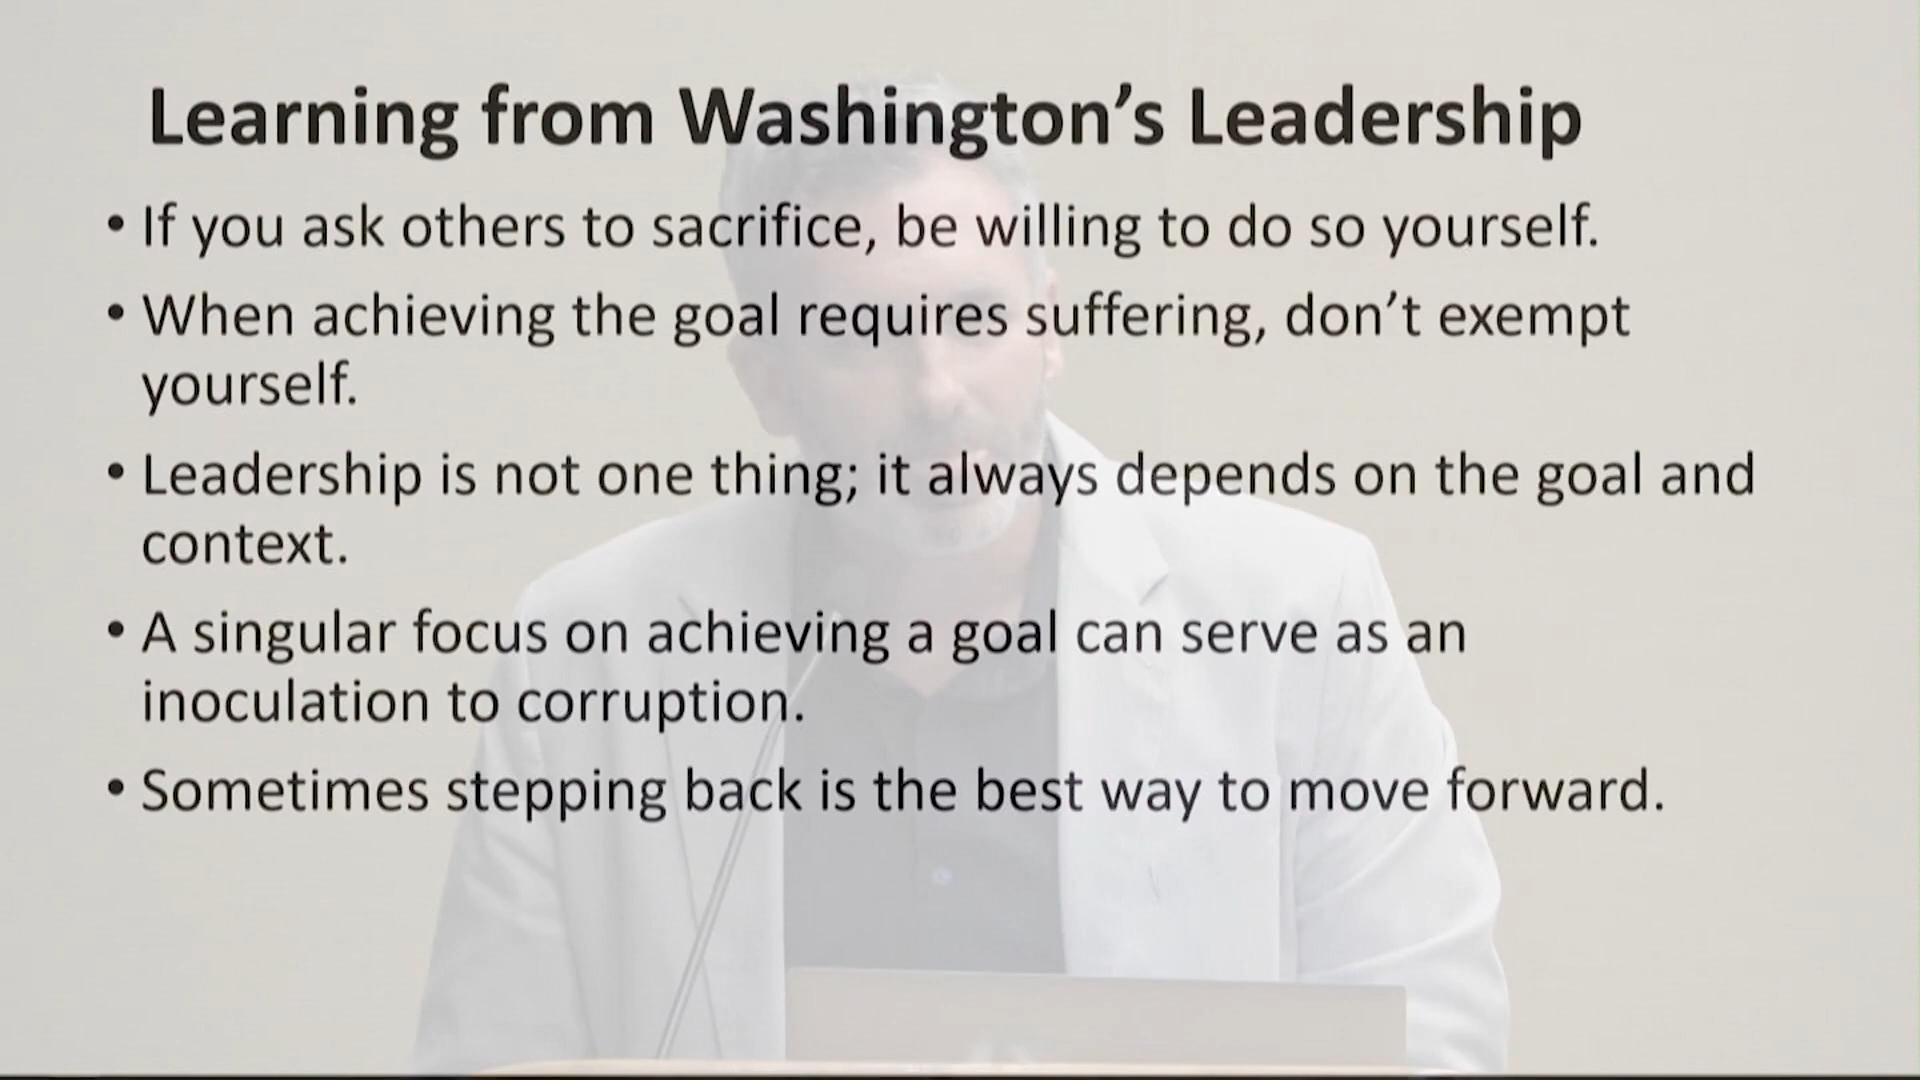 Learning from Washington’s Leadership
• If you ask others to sacrifice, be willing to do so yourself.
• When achieving the goal requires suffering, don’t exempt
yourself.
• Leadership is not one thing; it always depends on the goal and
context.
• A singular focus on achieving a goal can serve as an
inoculation to corruption.
• Sometimes stepping back is the best way to move forward.